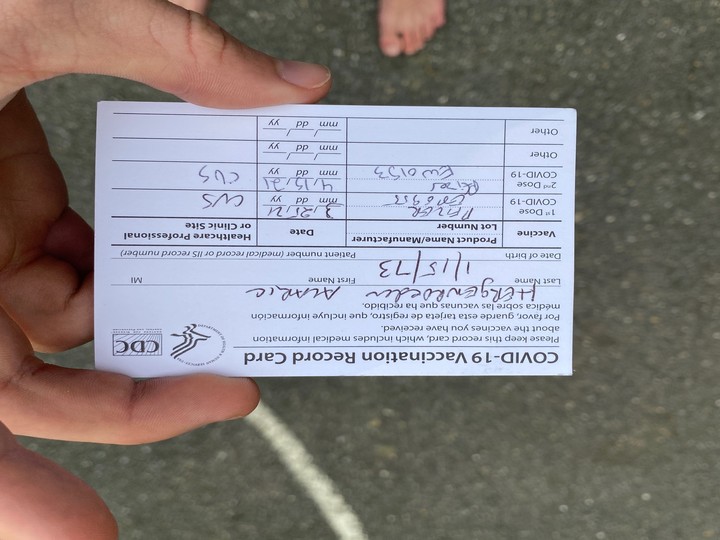 COVID-19 Vaccination Record Card
Please keep this record card, which includes medical information
about the vaccines you have received.
Por favor, guarde esta tarjeta de registro, que incluye información
médica sobre las vacunas que ha recibido.
CDC
Last Name First Name MI
1/15/73
Date of birth Patient number (medical record or IIS record number)
Vaccine Product Name/Manufacturer Lot Number Date Healthcare Professional or Clinic Site
1st Dose COVID-19 PFIZER 3,25,21 mm dd yy CVS
2nd Dose COVID-19 Pfizer EW0153 4,15,21 mm dd yy CVS
Other mm dd yy
Other mm dd yy